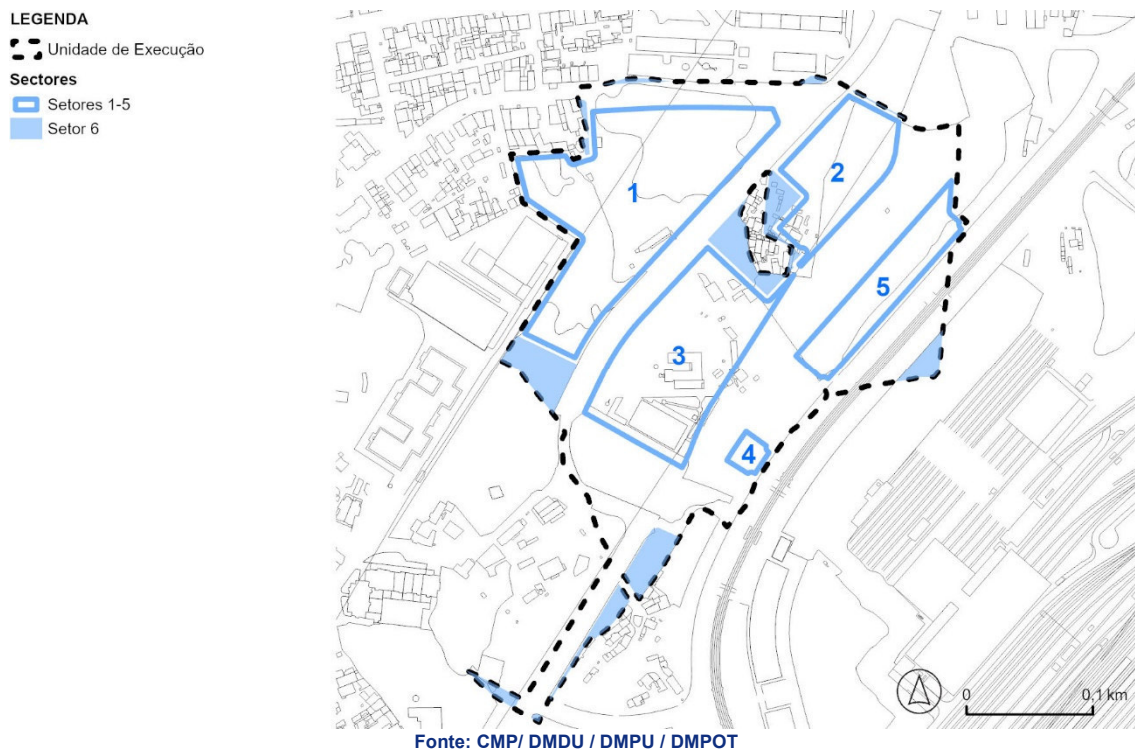 LEGENDA
Unidade de Execução
Sectores
Setores 1-5
Setor 6
1
2
5
3
4
0 0,1 km
Fonte: CMP/ DMDU / DMPU / DMPOT